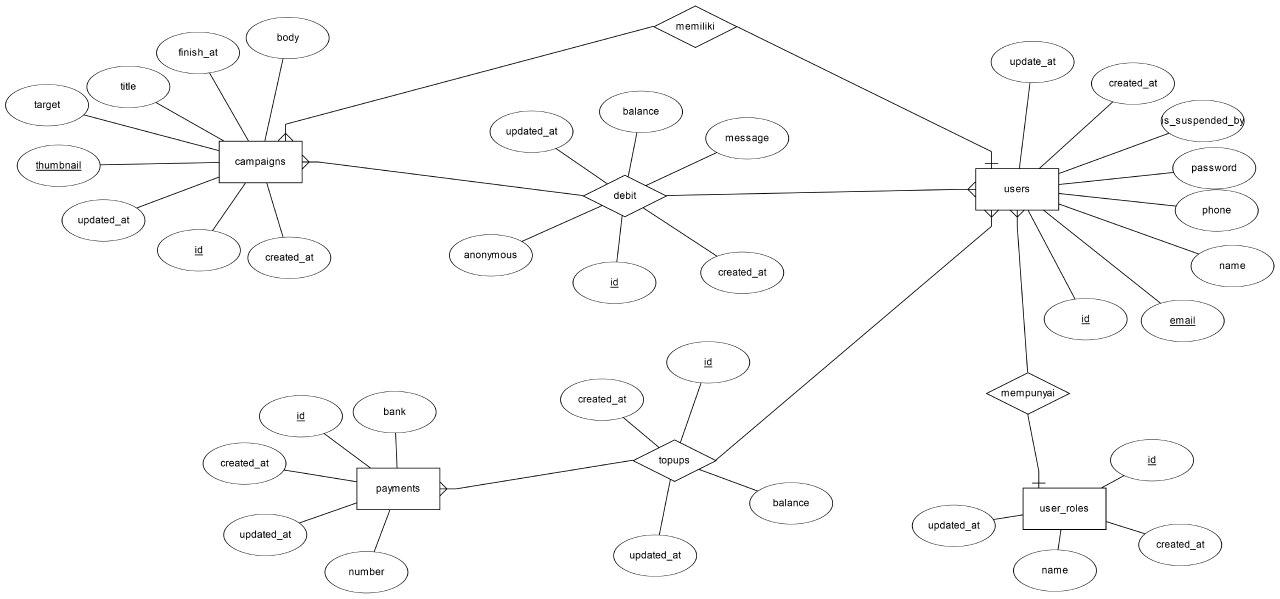 memiliki
body
finish_at
title
target
thumbnail
updated_at
id
created_at
campaigns
updated_at
balance
message
debit
anonymous
id
created_at
update_at
created_at
is_suspended_by
password
phone
name
email
id
users
mempunyai
id
created_at
name
updated_at
user_roles
id
created_at
topups
balance
updated_at
id
bank
created_at
payments
updated_at
number